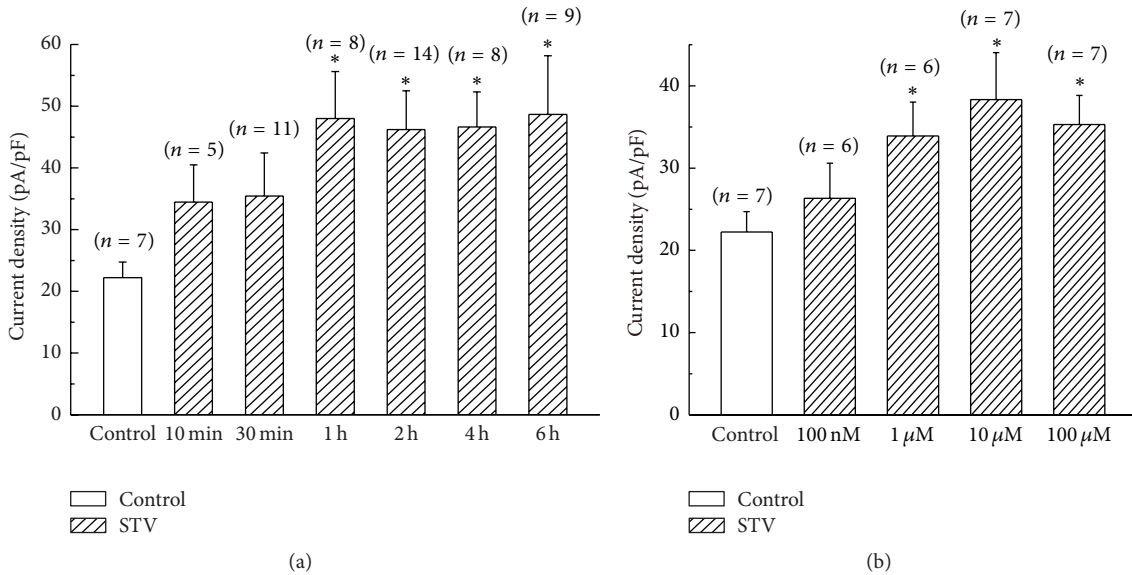 (n = 9)
(n = 8)
(n = 14)
(n = 8)
(n = 11)
(n = 5)
(n = 7)
* * * *
60
50
40
30
20
10
0
Current density (pA/pF)
Control 10 min 30 min 1 h 2 h 4 h 6 h
Control
STV
(a)
(n = 7)
(n = 6)
(n = 7)
(n = 6)
(n = 7)
* * *
40
30
20
10
0
Current density (pA/pF)
Control 100 nM 1 μM 10 μM 100 μM
Control
STV
(b)